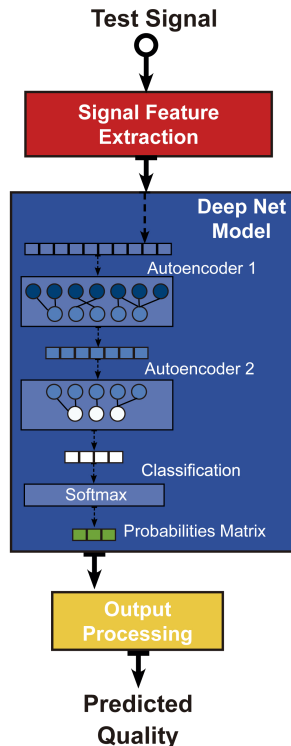 Test Signal
Signal Feature
Extraction
Deep Net
Model
Autoencoder 1
Autoencoder 2
Classification
Softmax
Probabilities Matrix
Output
Processing
Predicted
Quality